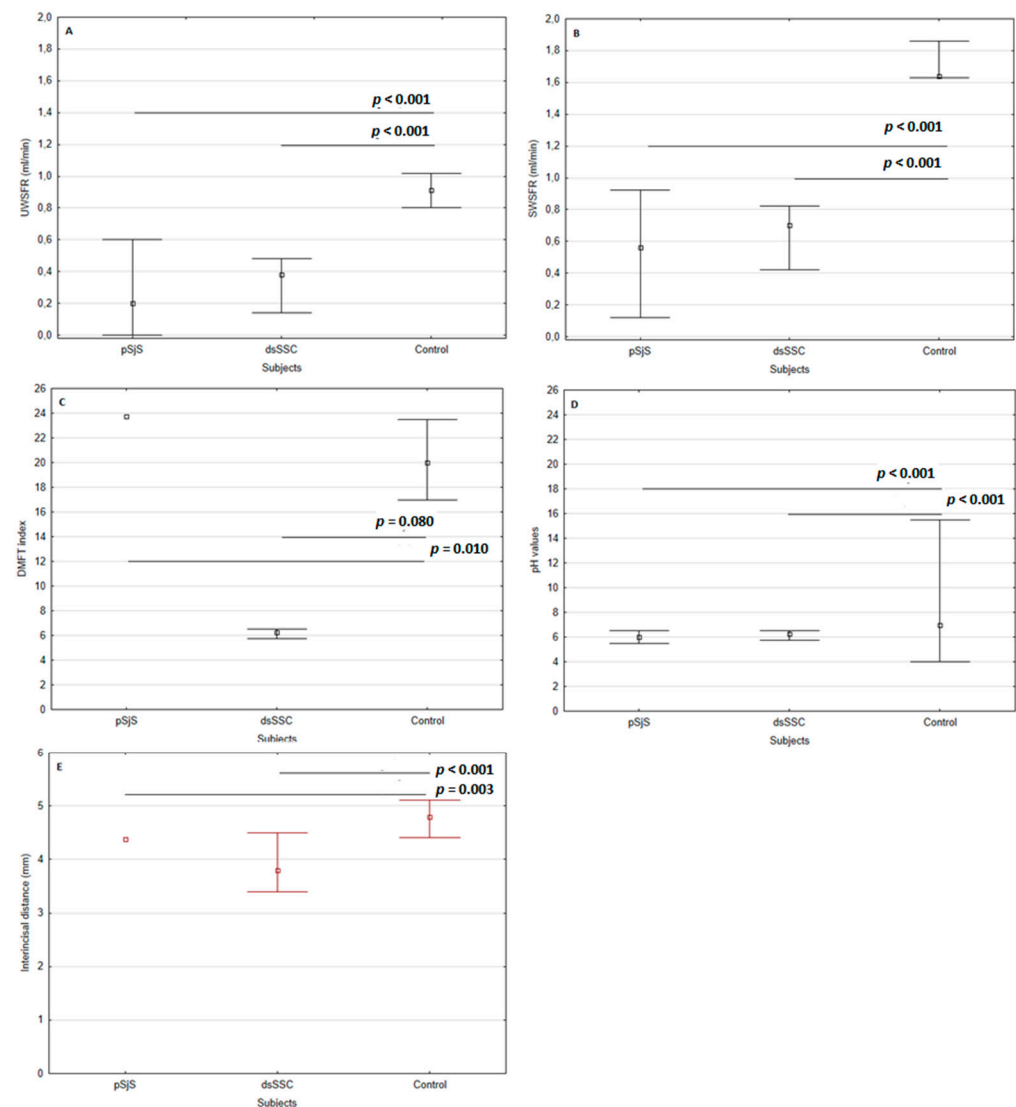 A
UWSFR (ml/min)
2,0
1,8
1,6
1,4
1,2
1,0
0,8
0,6
0,4
0,2
0,0
p < 0.001
p < 0.001
pSjS dsSSC Control
Subjects
B
SWSFR (ml/min)
2,0
1,8
1,6
1,4
1,2
1,0
0,8
0,6
0,4
0,2
0,0
p < 0.001
p < 0.001
pSjS dsSSC Control
Subjects
C
DMFT index
26
24
22
20
18
16
14
12
10
8
6
4
2
0
p = 0.080
p = 0.010
pSjS dsSSC Control
Subjects
D
pH values
26
24
22
20
18
16
14
12
10
8
6
4
2
0
p < 0.001
p < 0.001
pSjS dsSSC Control
Subjects
E
Interincisal distance (mm)
6
5
4
3
2
1
0
p < 0.001
p = 0.003
pSjS dsSSC Control
Subjects